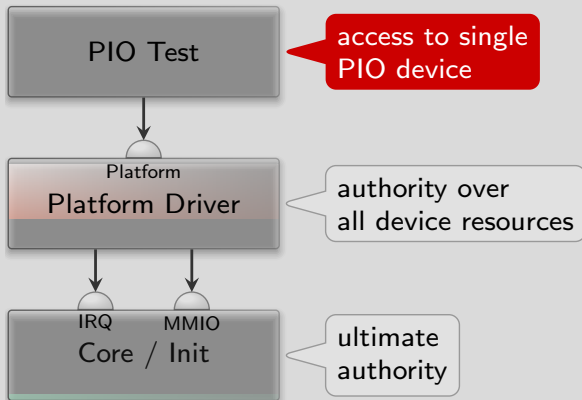 PIO Test
access to single
PIO device
Platform
Platform Driver
authority over
all device resources
IRQ MMIO
Core / Init
ultimate
authority